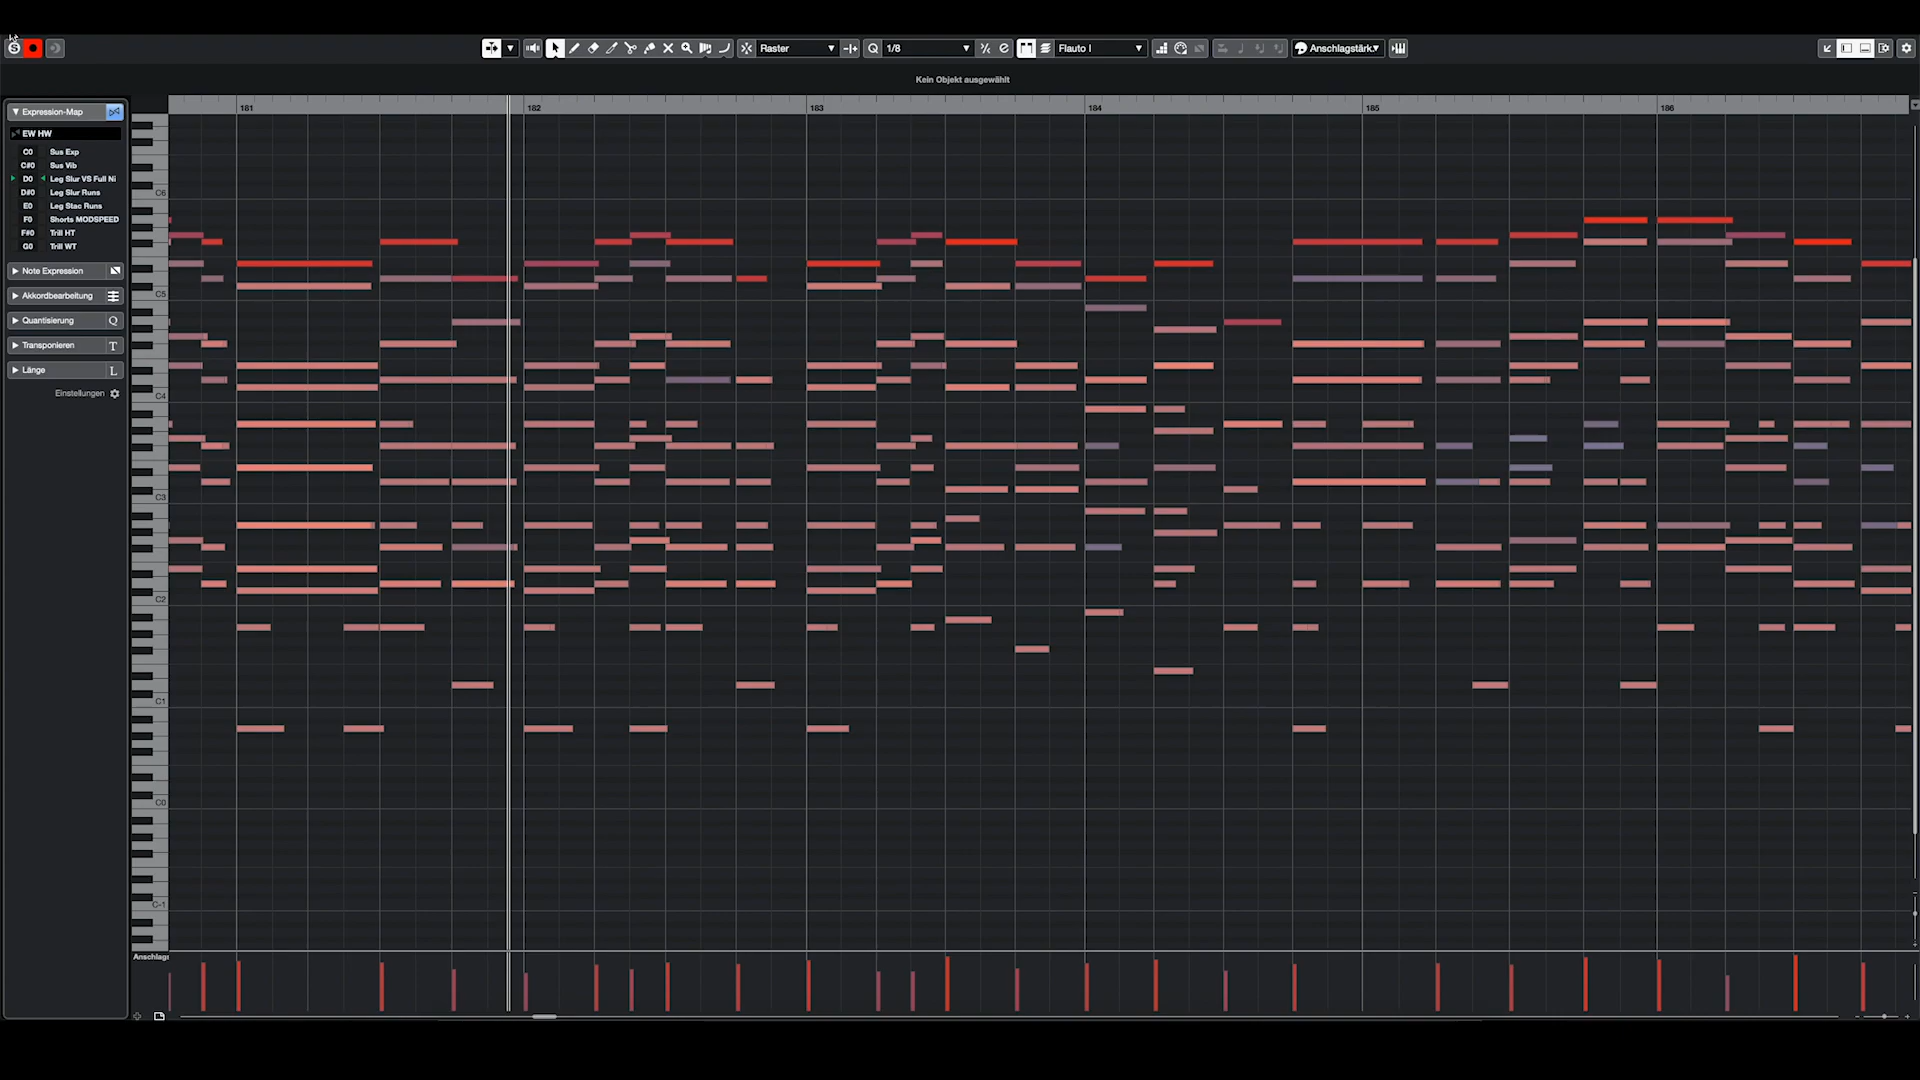 Raster
Q 1/8
Flauto I
Anschlagstärk
Kein Objekt ausgewählt
Expression-Map
EW HW
C0 Sus Exp
C#0 Sus Vib
D0 Leg Slur VS Full Ni
D#0 Leg Slur Runs
E0 Leg Stac Runs
F0 Shorts MODSPEED
F#0 Trill HT
G0 Trill WT
Note Expression
Akkordbearbeitung
Quantisierung Q
Transponieren T
Länge L
Einstellungen
181 182 183 184 185 186
C6
C5
C4
C3
C2
C1
C0
C-1
Anschlags